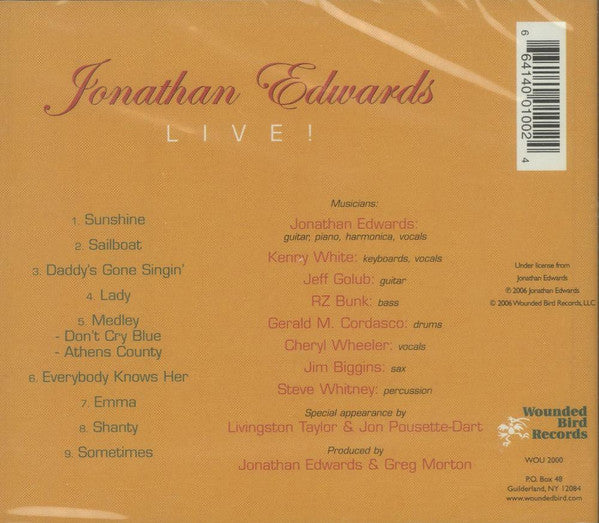 Jonathan Edwards
LIVE!
6 64140 01002 4
1. Sunshine
2. Sailboat
3. Daddy's Gone Singin'
4. Lady
5. Medley
- Don't Cry Blue
- Athens County
6. Everybody Knows Her
7. Emma
8. Shanty
9. Sometimes
Musicians:
Jonathan Edwards:
guitar, piano, harmonica, vocals
Kenny White: keyboards, vocals
Jeff Golub: guitar
RZ Bunk: bass
Gerald M. Cordasco: drums
Cheryl Wheeler: vocals
Jim Biggins: sax
Steve Whitney: percussion
Special appearance by
Livingston Taylor & Jon Pousette-Dart
Produced by
Jonathan Edwards & Greg Morton
Under license from
Jonathan Edwards
℗ 2006 Jonathan Edwards
© 2006 Wounded Bird Records, LLC
Wounded
Bird
Records
WOU 2000
P.O. Box 48
Guilderland, NY 12084
www.woundedbird.com